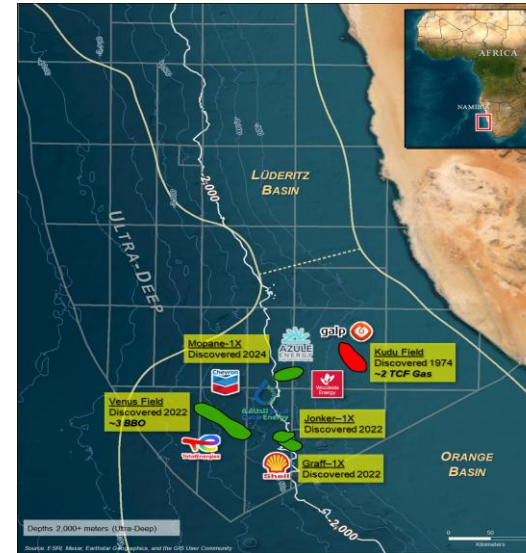 AFRICA
NAMIBIA
LÜDERITZ
BASIN
-2,000
ULTRA-DEEP
Mopane-1X
Discovered 2024
AZULE
ENERGY
galp
Kudu Field
Discovered 1974
~2 TCF Gas
Chevron
Woodside
Energy
Venus Field
Discovered 2022
~3 BBO
TotalEnergies
Jonker–1X
Discovered 2022
Shell
Graff–1X
Discovered 2022
ORANGE
BASIN
-2,000
Depths 2,000+ meters (Ultra-Deep)
0 50
Kilometers
Source: ESRI, Maxar, Earthstar Geographics, and the GIS User Community